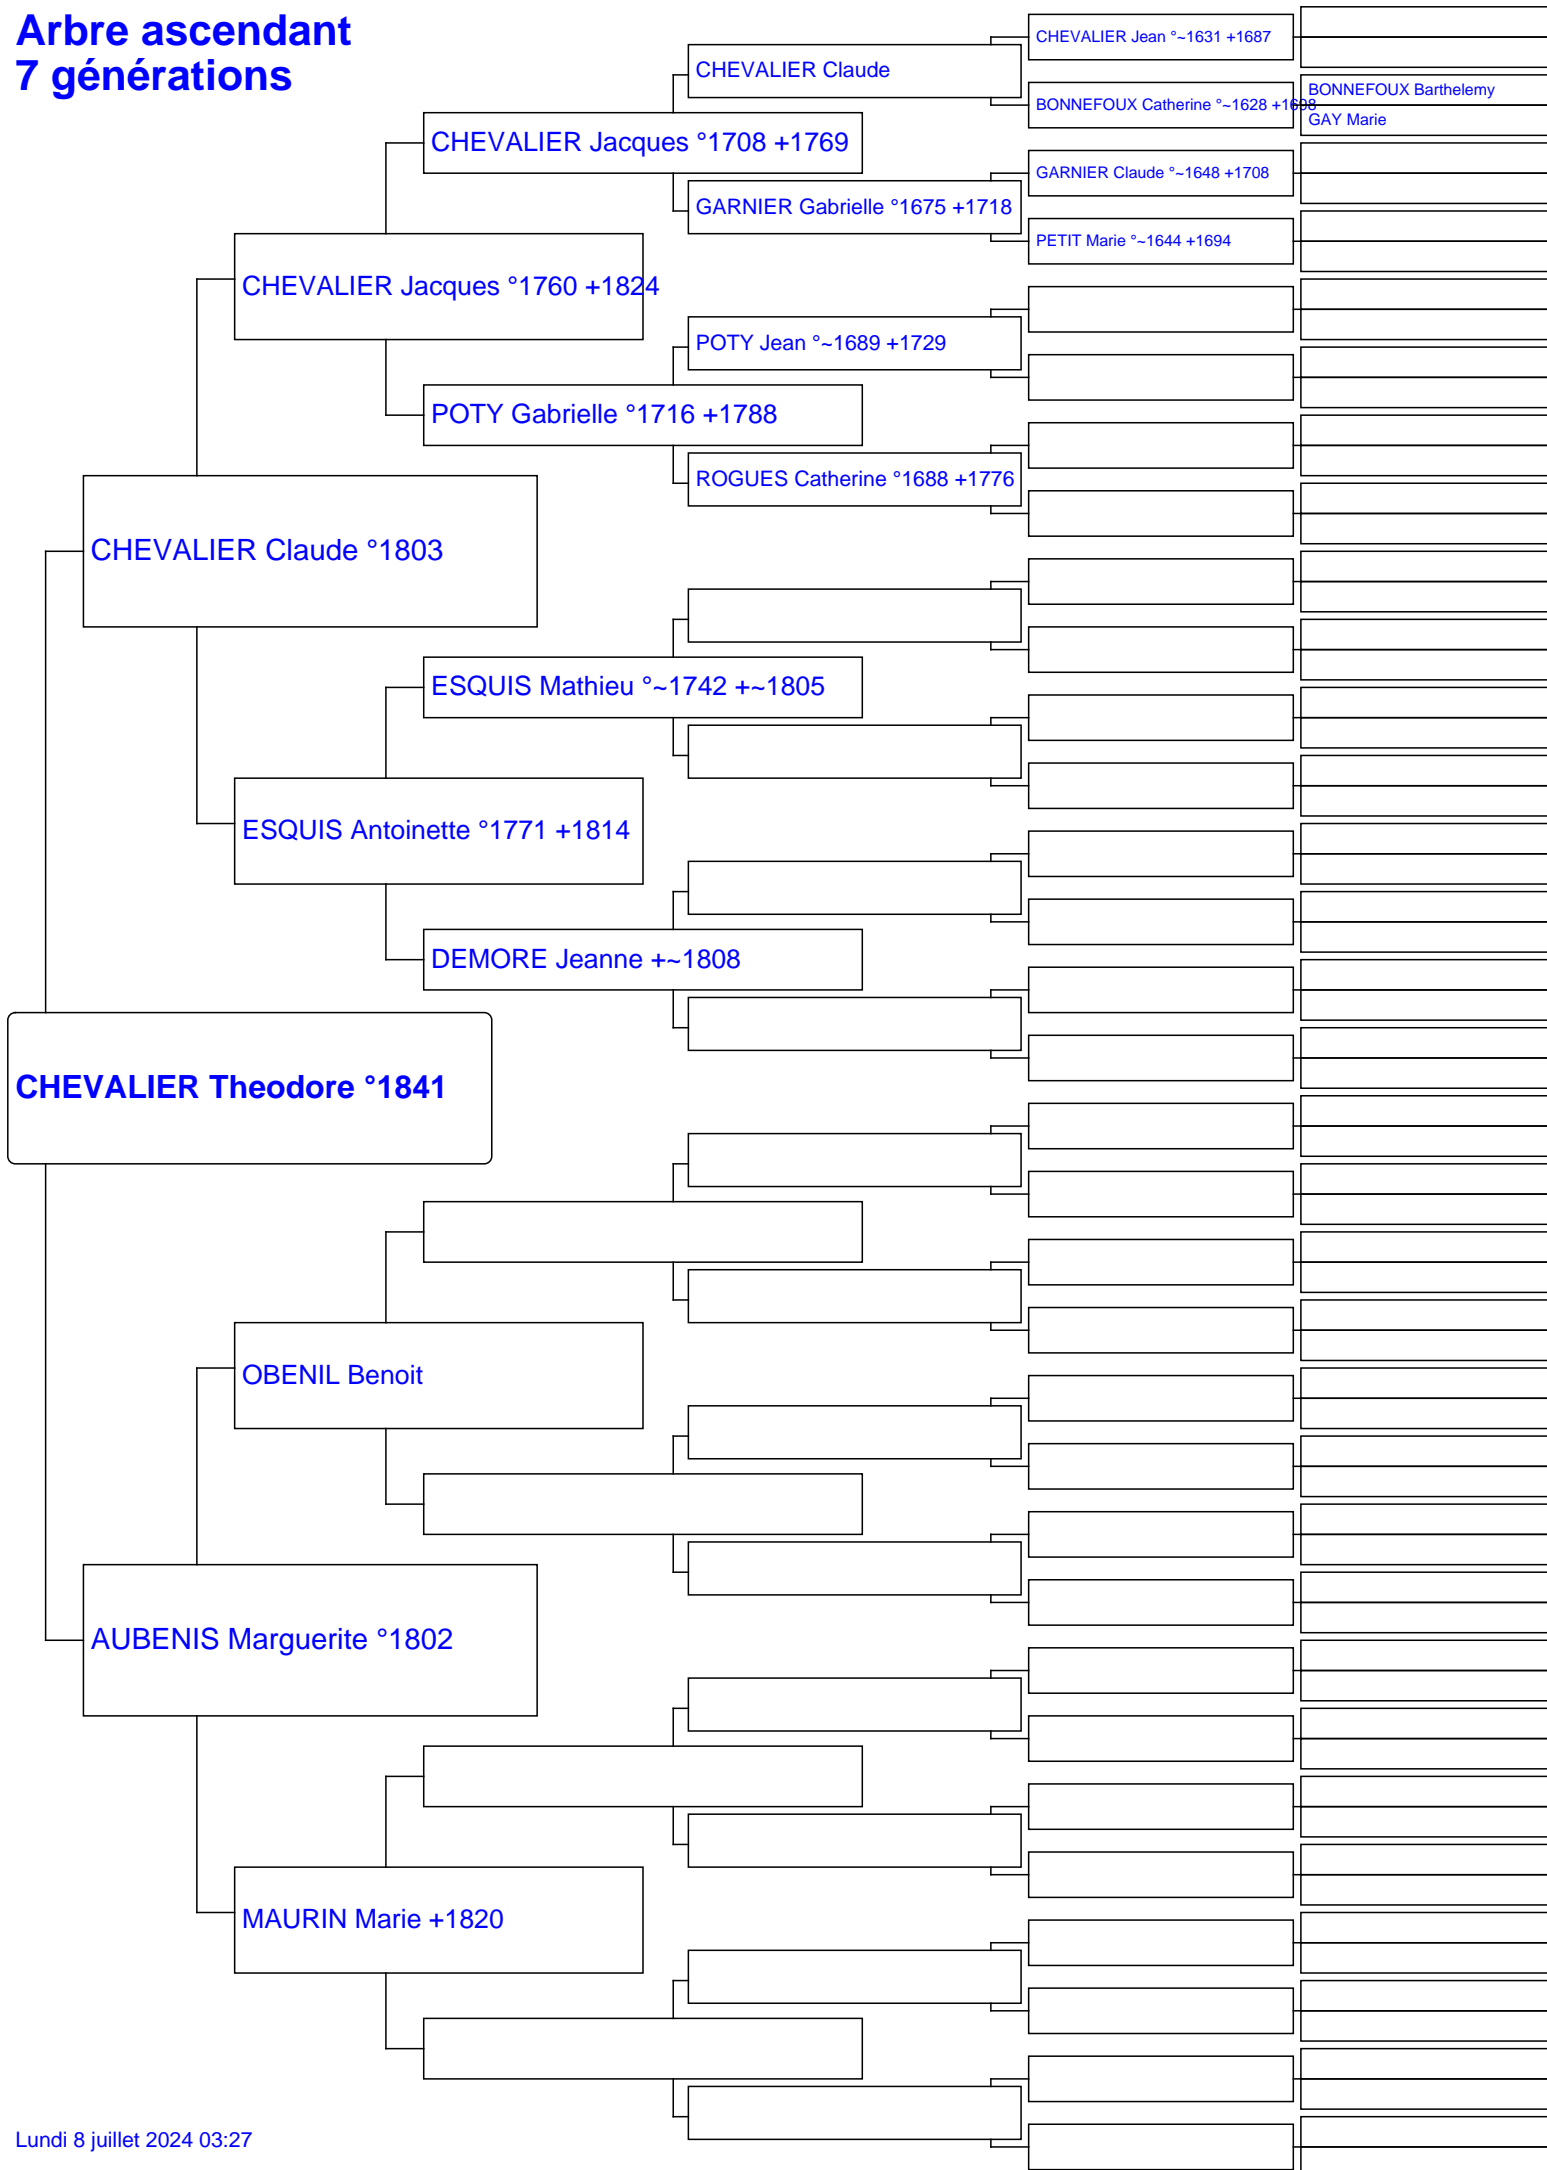 Arbre ascendant
7 générations
CHEVALIER Jean °~1631 +1687
CHEVALIER Claude
BONNEFOUX Barthelemy
BONNEFOUX Catherine °~1628 +1698
GAY Marie
CHEVALIER Jacques °1708 +1769
GARNIER Claude °~1648 +1708
GARNIER Gabrielle °1675 +1718
PETIT Marie °~1644 +1694
CHEVALIER Jacques °1760 +1824
POTY Jean °~1689 +1729
POTY Gabrielle °1716 +1788
ROGUES Catherine °1688 +1776
CHEVALIER Claude °1803
ESQUIS Mathieu °~1742 +~1805
ESQUIS Antoinette °1771 +1814
DEMORE Jeanne +~1808
CHEVALIER Theodore °1841
OBENIL Benoit
AUBENIS Marguerite °1802
MAURIN Marie +1820
Lundi 8 juillet 2024 03:27